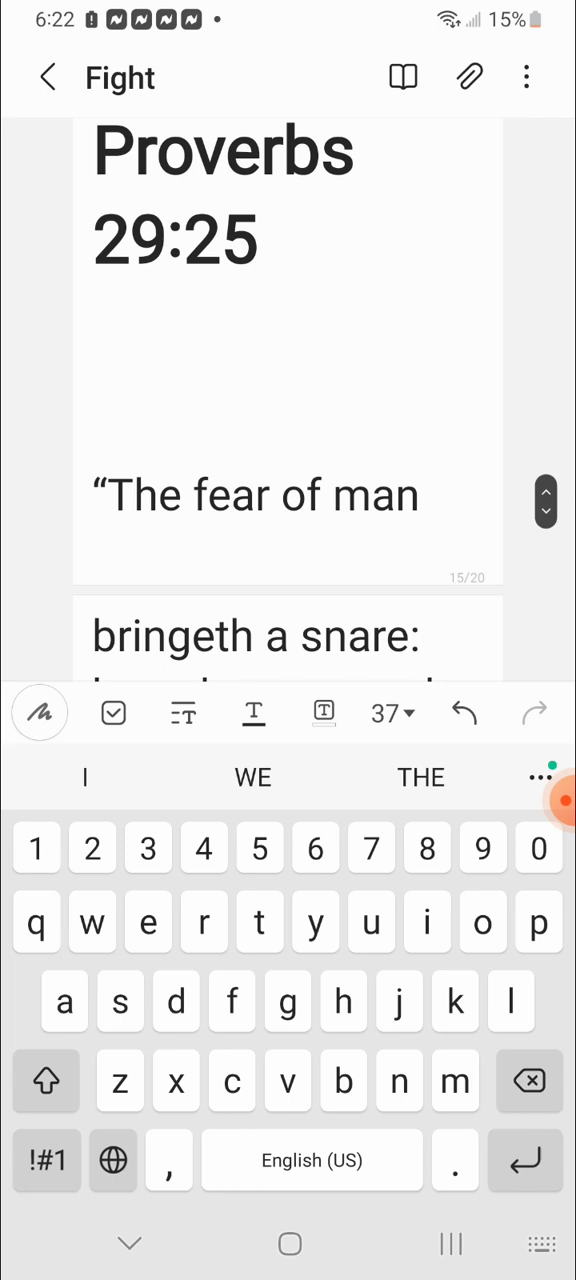 6:22 15%
Fight
Proverbs
29:25
“The fear of man
15/20
bringeth a snare:
37
I WE THE
1 2 3 4 5 6 7 8 9 0
q w e r t y u i o p
a s d f g h j k l
z x c v b n m
!#1 , English (US) .